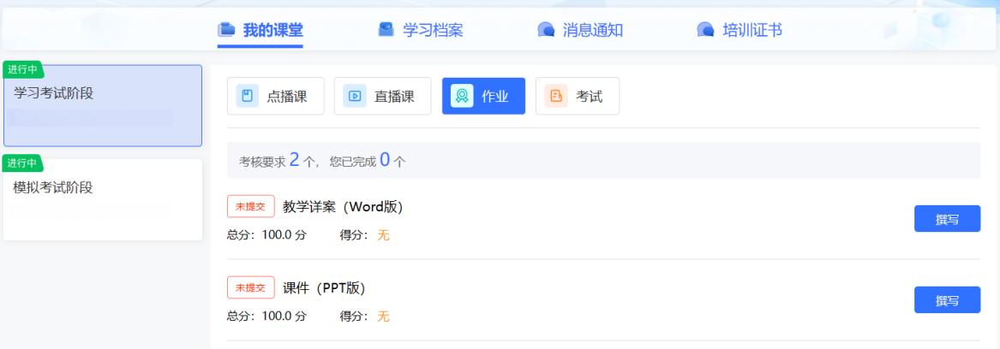 我的课堂 学习档案 消息通知 培训证书
进行中
学习考试阶段
进行中
模拟考试阶段
点播课 直播课 作业 考试
考核要求 2 个， 您已完成 0 个
未提交 教学详案（Word版） 撰写
总分：100.0 分 得分：无
未提交 课件（PPT版） 撰写
总分：100.0 分 得分：无